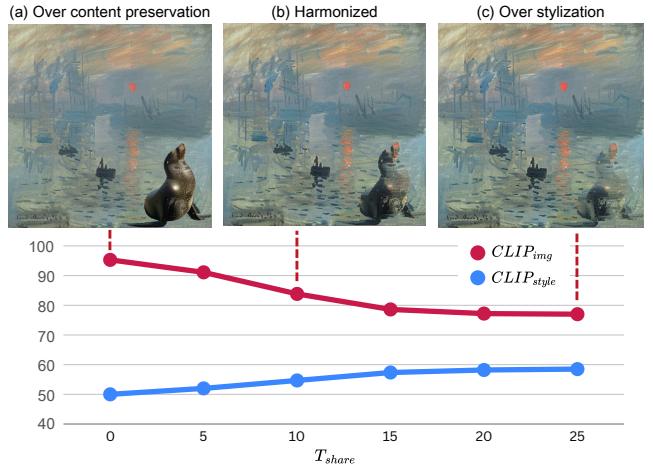 (a) Over content preservation
(b) Harmonized
(c) Over stylization
100
90
80
70
60
50
40
CLIP_img
CLIP_style
0 5 10 15 20 25
T_share